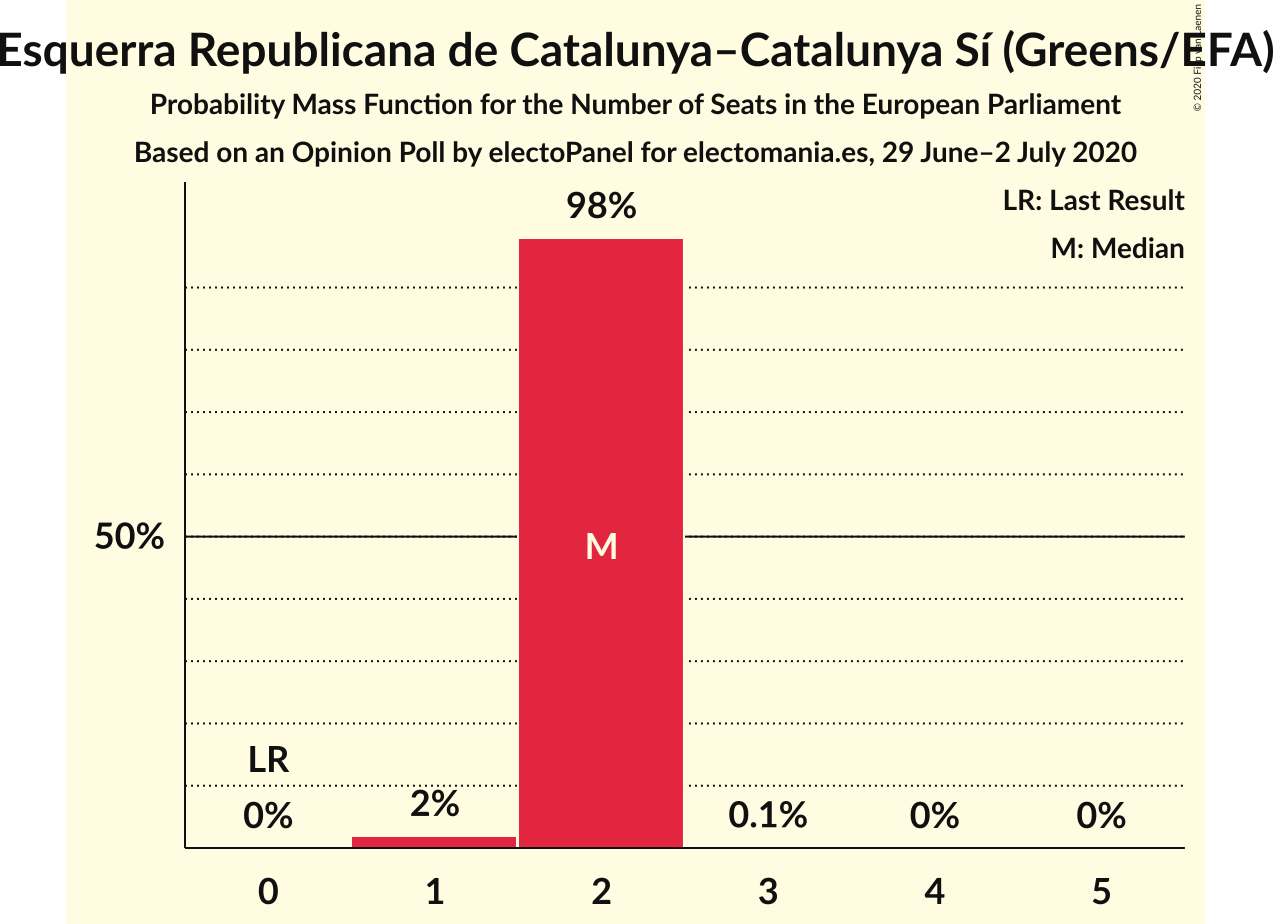 Esquerra Republicana de Catalunya–Catalunya Sí (Greens/EFA)
Probability Mass Function for the Number of Seats in the European Parliament
Based on an Opinion Poll by electoPanel for electomania.es, 29 June–2 July 2020
LR: Last Result
M: Median
98%
50%
M
LR
0%
2%
0.1%
0%
0%
0 1 2 3 4 5
© 2020